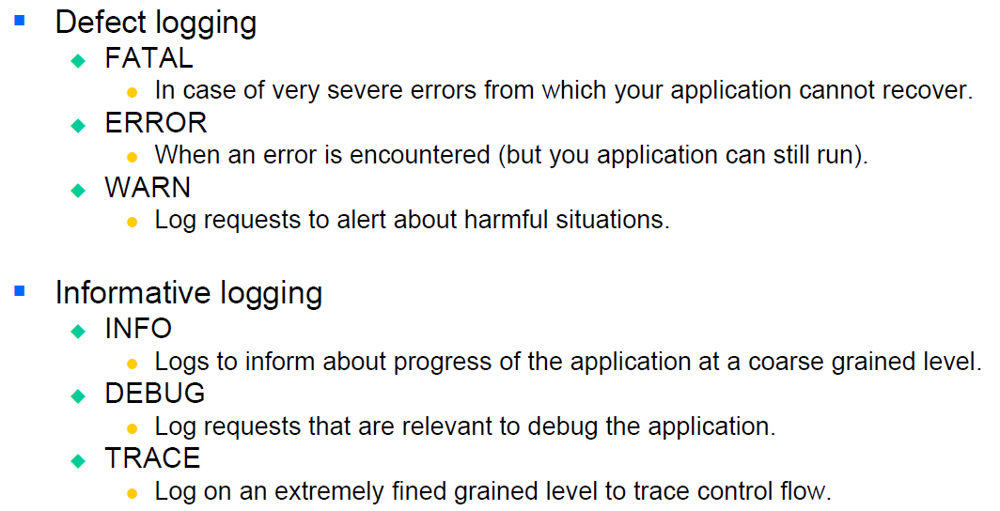 Defect logging
FATAL
In case of very severe errors from which your application cannot recover.
ERROR
When an error is encountered (but you application can still run).
WARN
Log requests to alert about harmful situations.
Informative logging
INFO
Logs to inform about progress of the application at a coarse grained level.
DEBUG
Log requests that are relevant to debug the application.
TRACE
Log on an extremely fined grained level to trace control flow.